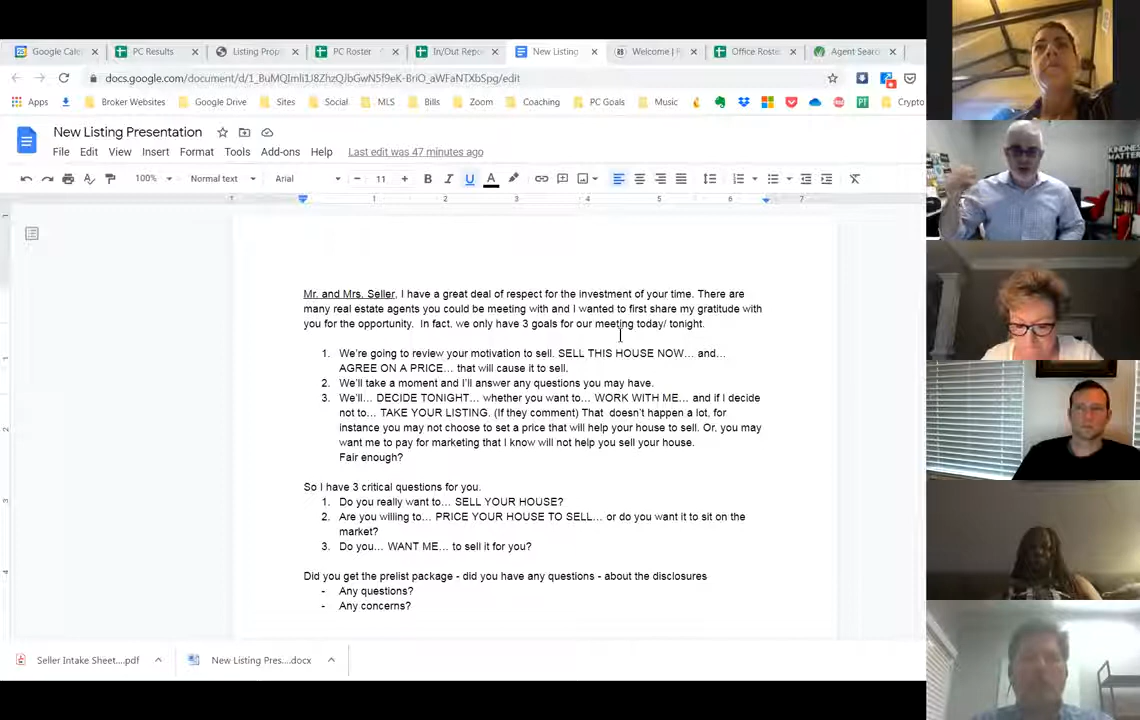 Google Cale
PC Results
Listing Prop
PC Roster
In/Out Repo
New Listing
Welcome | R
Office Roste
Agent Searc
docs.google.com/document/d/
Apps
Broker Websites
Google Drive
Sites
Social
MLS
Bills
Zoom
Coaching
PC Goals
Music
Crypto
New Listing Presentation
File Edit View Insert Format Tools Add-ons Help Last edit was 47 minutes ago
100% Normal text Arial 11
1 2 3 4 5 6 7
Mr. and Mrs. Seller, I have a great deal of respect for the investment of your time. There are
many real estate agents you could be meeting with and I wanted to first share my gratitude with
you for the opportunity. In fact, we only have 3 goals for our meeting today/ tonight.
1. We're going to review your motivation to sell. SELL THIS HOUSE NOW... and...
AGREE ON A PRICE... that will cause it to sell.
2. We'll take a moment and I'll answer any questions you may have.
3. We'll... DECIDE TONIGHT... whether you want to... WORK WITH ME... and if I decide
not to... TAKE YOUR LISTING. (If they comment) That doesn't happen a lot, for
instance you may not choose to set a price that will help your house to sell. Or, you may
want me to pay for marketing that I know will not help you sell your house.
Fair enough?
So I have 3 critical questions for you.
1. Do you really want to... SELL YOUR HOUSE?
2. Are you willing to... PRICE YOUR HOUSE TO SELL... or do you want it to sit on the
market?
3. Do you... WANT ME... to sell it for you?
Did you get the prelist package - did you have any questions - about the disclosures
- Any questions?
- Any concerns?
Seller Intake Sheet....pdf
New Listing Pres....docx
KINDNESS
MATTER